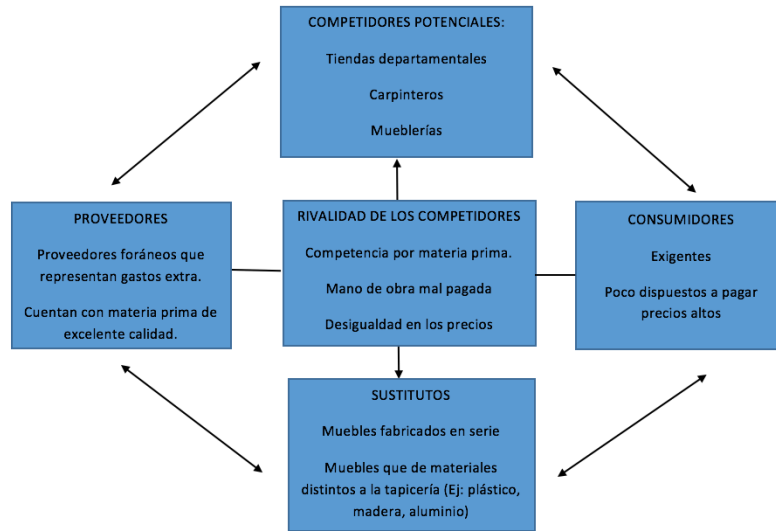 COMPETIDORES POTENCIALES:
Tiendas departamentales
Carpinteros
Mueblerías
PROVEEDORES
Proveedores foráneos que
representan gastos extra.
Cuentan con materia prima de
excelente calidad.
RIVALIDAD DE LOS COMPETIDORES
Competencia por materia prima.
Mano de obra mal pagada
Desigualdad en los precios
CONSUMIDORES
Exigentes
Poco dispuestos a pagar
precios altos
SUSTITUTOS
Muebles fabricados en serie
Muebles que de materiales
distintos a la tapicería (Ej: plástico,
madera, aluminio)